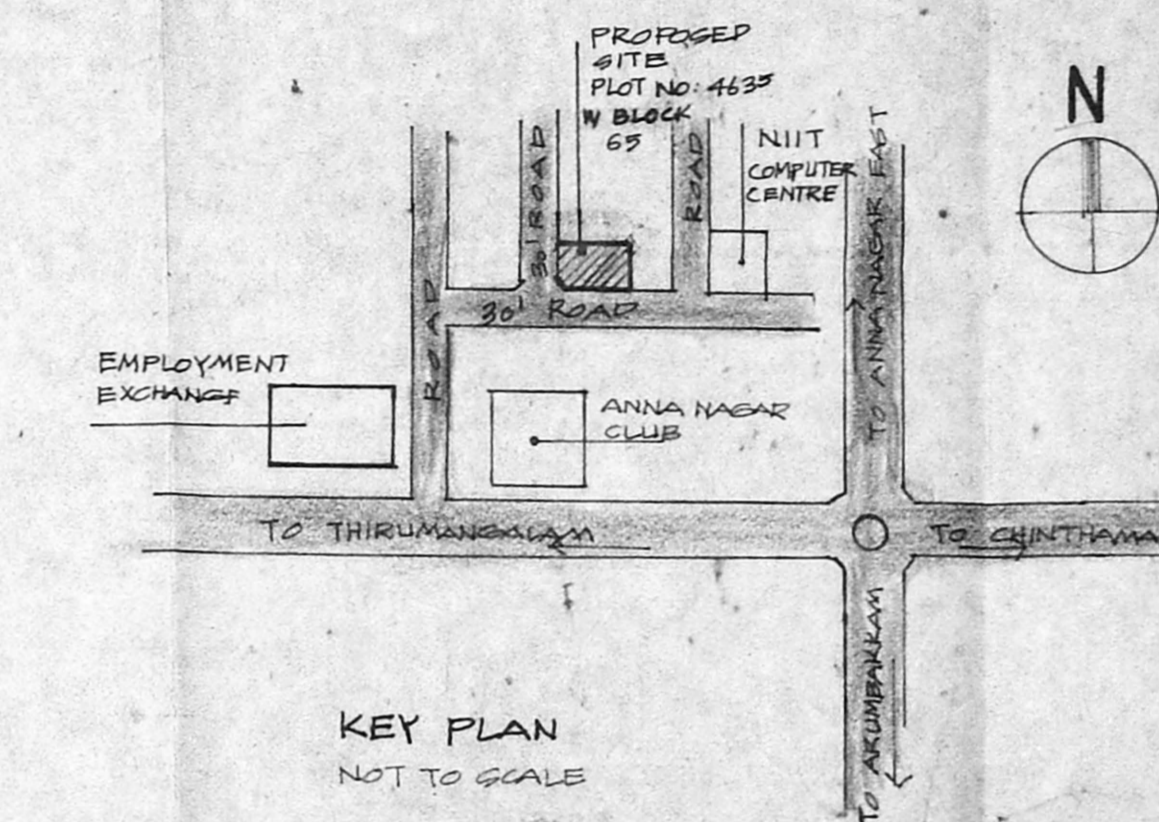 PROPOSED
SITE
PLOT NO: 4635
W BLOCK
65
N
NIIT
COMPUTER
CENTRE
30' ROAD
ROAD
TO ANNA NAGAR EAST
30' ROAD
ROAD
EMPLOYMENT
EXCHANGE
ANNA NAGAR
CLUB
TO THIRUMANGALAM
TO CHINTHAMA
TO ARUMBAKKAM
KEY PLAN
NOT TO SCALE